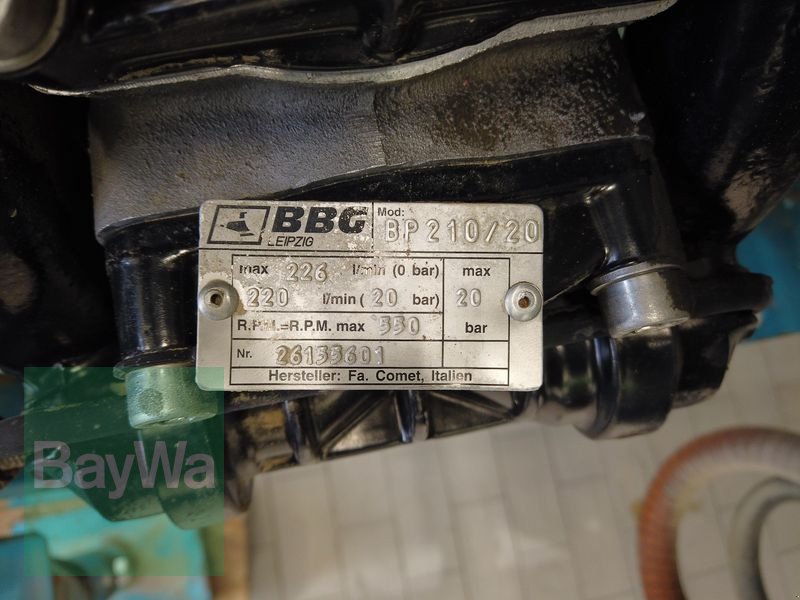 BBG
LEIPZIG
Mod:
BP 210/20
max 226 l/min (0 bar)
220 l/min (20 bar)
max
20
bar
R.P.M.=R.P.M. max 550
Nr. 26155601
Hersteller: Fa. Comet, Italien
BayWa